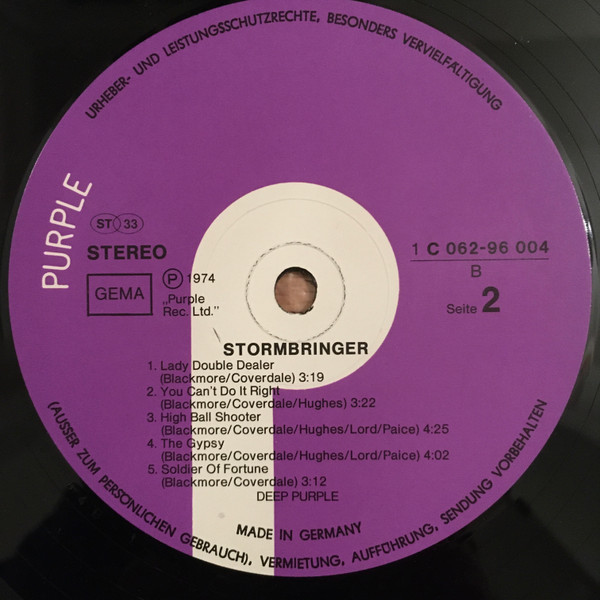 URHEBER- UND LEISTUNGSSCHUTZRECHTE, BESONDERS VERVIELFÄLTIGUNG
PURPLE
ST 33
STEREO
1 C 062-96 004
GEMA
P 1974
„Purple
Rec. Ltd.”
B
Seite 2
STORMBRINGER
1. Lady Double Dealer
(Blackmore/Coverdale) 3:19
2. You Can't Do It Right
(Blackmore/Coverdale/Hughes) 3:22
3. High Ball Shooter
(Blackmore/Coverdale/Hughes/Lord/Paice) 4:25
4. The Gypsy
(Blackmore/Coverdale/Hughes/Lord/Paice) 4:02
5. Soldier Of Fortune
(Blackmore/Coverdale) 3:12
DEEP PURPLE
MADE IN GERMANY
(AUSSER ZUM PERSÖNLICHEN GEBRAUCH), VERMIETUNG, AUFFÜHRUNG, SENDUNG VORBEHALTEN